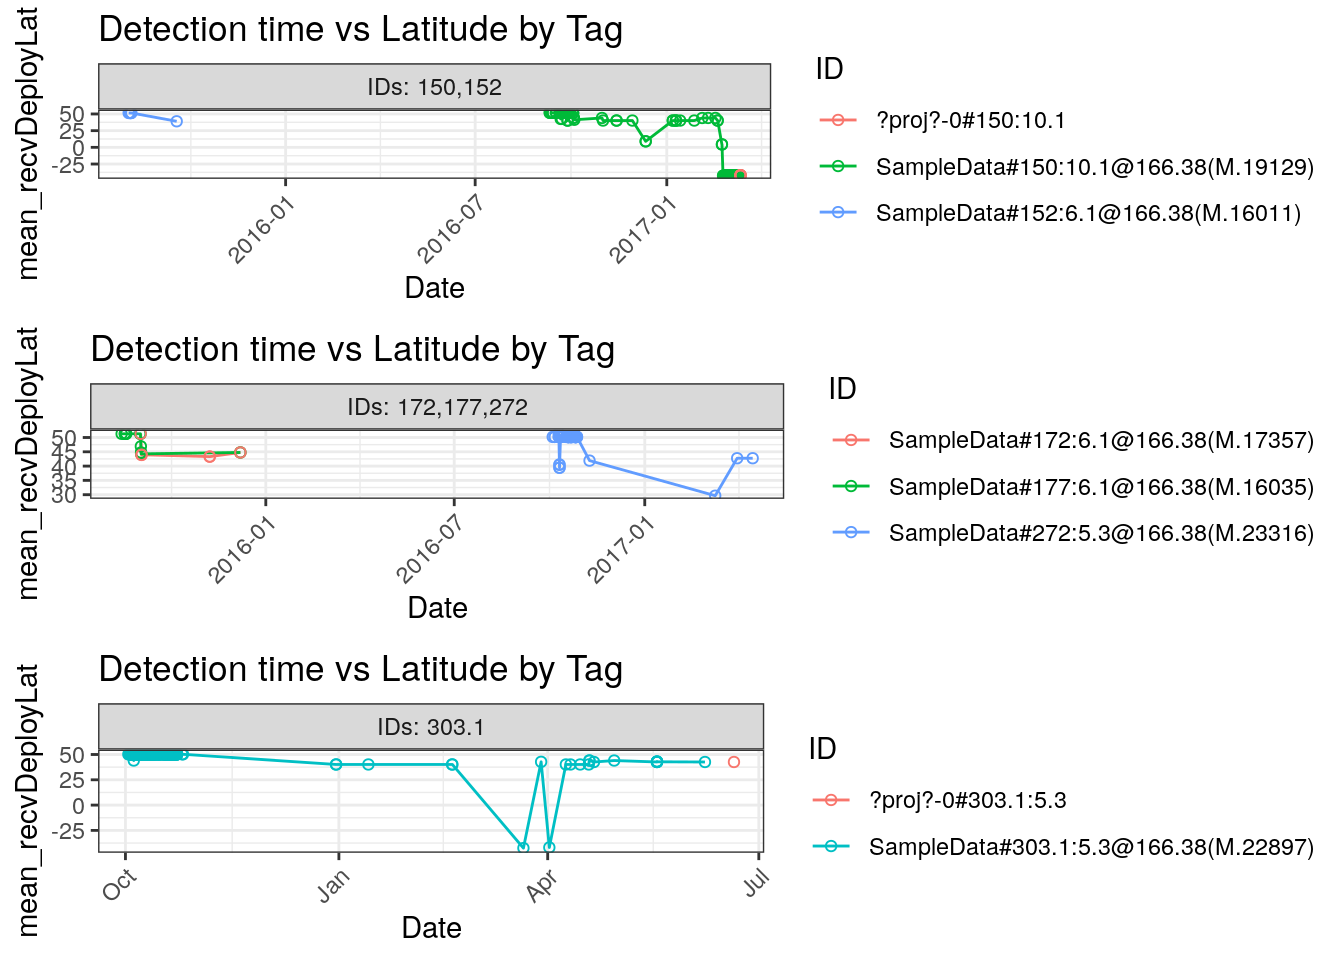 Detection time vs Latitude by Tag
IDs: 150,152
mean_recvDeployLat
50
25
0
-25
2016-01
2016-07
2017-01
Date
ID
?proj?-0#150:10.1
SampleData#150:10.1@166.38(M.19129)
SampleData#152:6.1@166.38(M.16011)
Detection time vs Latitude by Tag
IDs: 172,177,272
mean_recvDeployLat
50
45
40
35
30
2016-01
2016-07
2017-01
Date
ID
SampleData#172:6.1@166.38(M.17357)
SampleData#177:6.1@166.38(M.16035)
SampleData#272:5.3@166.38(M.23316)
Detection time vs Latitude by Tag
IDs: 303.1
mean_recvDeployLat
50
25
0
-25
Oct
Jan
Apr
Jul
Date
ID
?proj?-0#303.1:5.3
SampleData#303.1:5.3@166.38(M.22897)